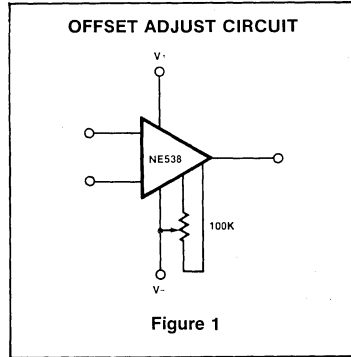 OFFSET ADJUST CIRCUIT
V+
NE538
100K
V-
Figure 1